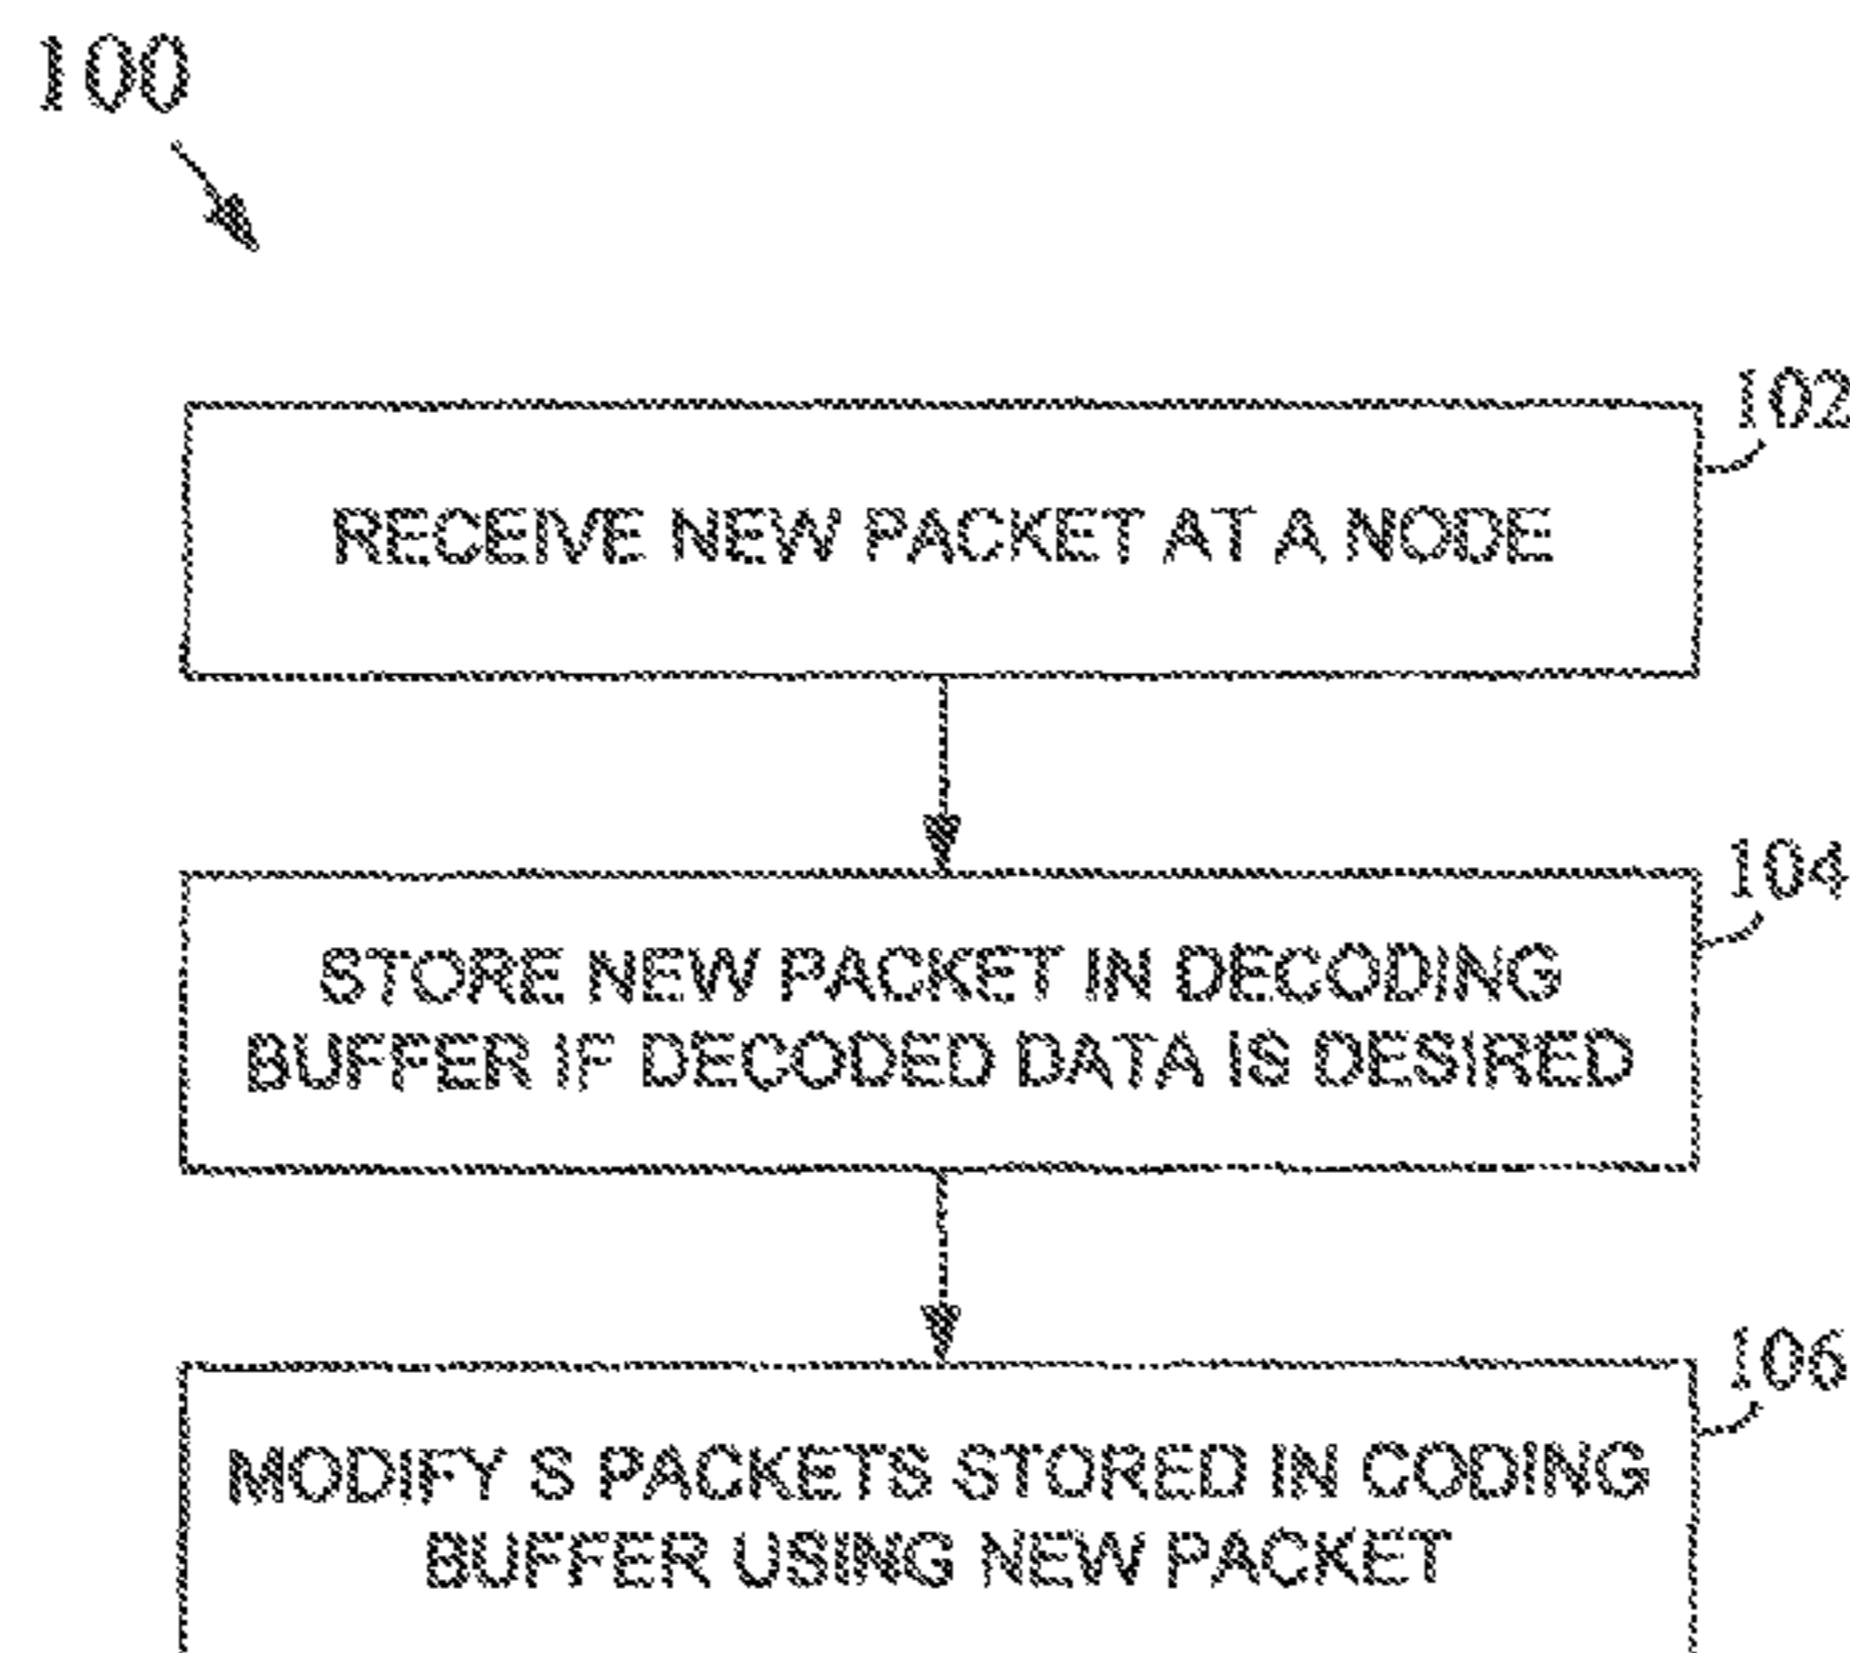 100
102
RECEIVE NEW PACKET AT A NODE
104
STORE NEW PACKET IN DECODING
BUFFER IF DECODED DATA IS DESIRED
106
MODIFY S PACKETS STORED IN CODING
BUFFER USING NEW PACKET